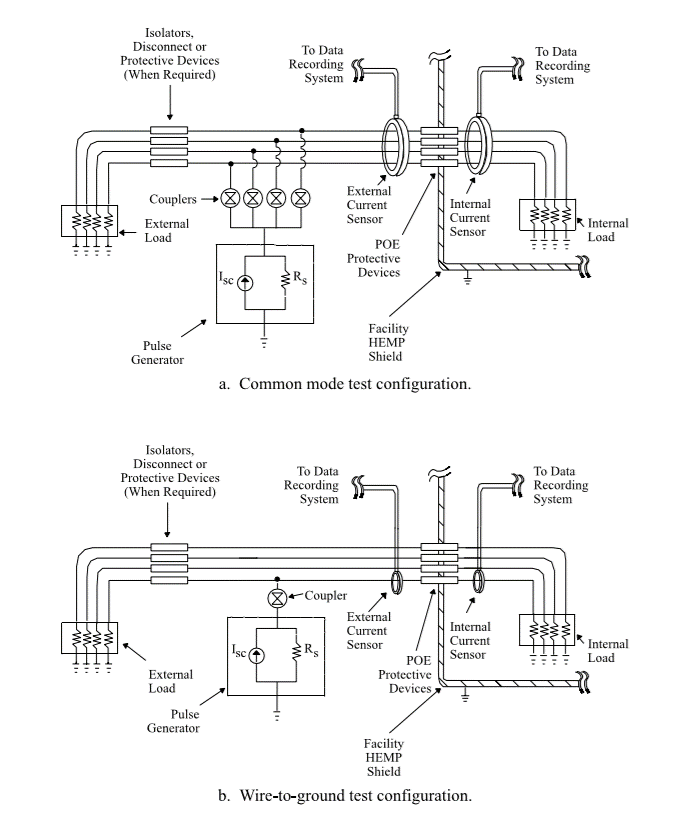 Isolators,
Disconnect or
Protective Devices
(When Required)
To Data
Recording
System
To Data
Recording
System
Couplers
External
Load
External
Current
Sensor
Internal
Current
Sensor
Internal
Load
POE
Protective
Devices
ISC
RS
Pulse
Generator
Facility
HEMP
Shield
a. Common mode test configuration.
Isolators,
Disconnect or
Protective Devices
(When Required)
To Data
Recording
System
To Data
Recording
System
Coupler
External
Current
Sensor
Internal
Current
Sensor
Internal
Load
ISC
RS
External
Load
POE
Protective
Devices
Pulse
Generator
Facility
HEMP
Shield
b. Wire-to-ground test configuration.